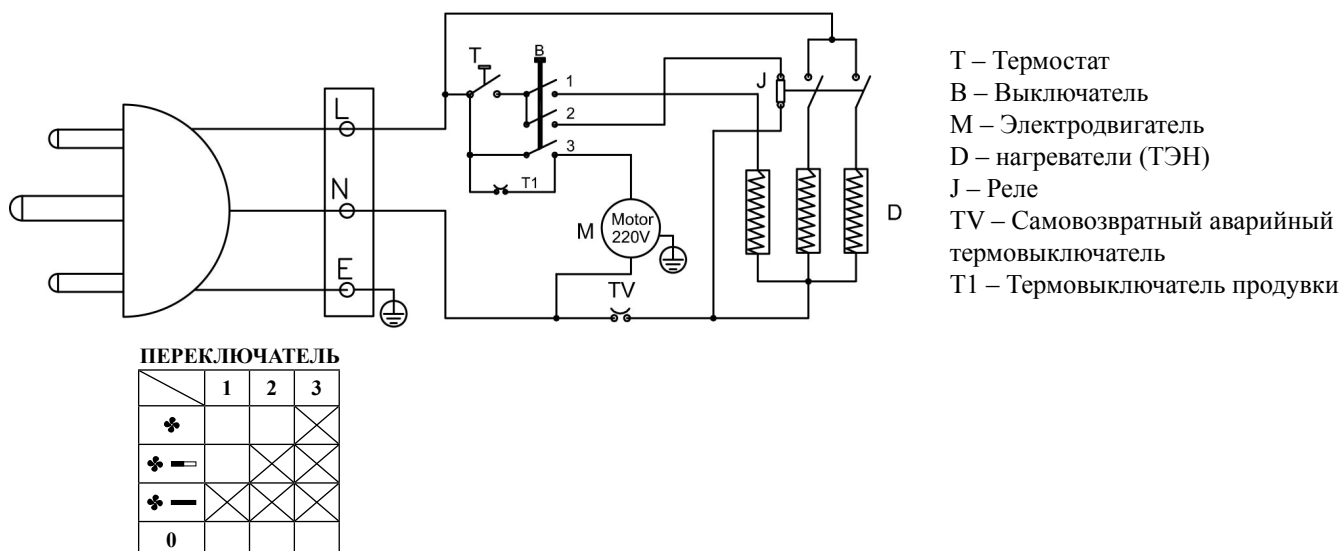 T
B
1
2
3
T1
L
N
E
M
Motor
220V
TV
J
D
T – Термостат
B – Выключатель
M – Электродвигатель
D – нагреватели (ТЭН)
J – Реле
TV – Самовозвратный аварийный
термовыключатель
T1 – Термовыключатель продувки
ПЕРЕКЛЮЧАТЕЛЬ
1 2 3
0